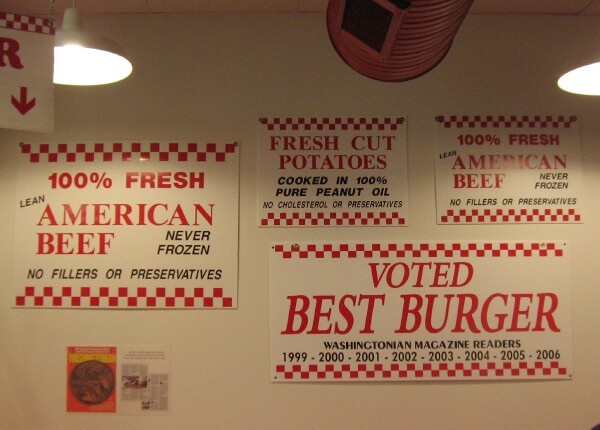 R
100% FRESH
LEAN
AMERICAN
BEEF
NEVER
FROZEN
NO FILLERS OR PRESERVATIVES
FRESH CUT
POTATOES
COOKED IN 100%
PURE PEANUT OIL
NO CHOLESTEROL OR PRESERVATIVES
100% FRESH
LEAN
AMERICAN
BEEF
NEVER
FROZEN
NO FILLERS OR PRESERVATIVES
VOTED
BEST BURGER
WASHINGTONIAN MAGAZINE READERS
1999 - 2000 - 2001 - 2002 - 2003 - 2004 - 2005 - 2006
WASHINGTONIAN